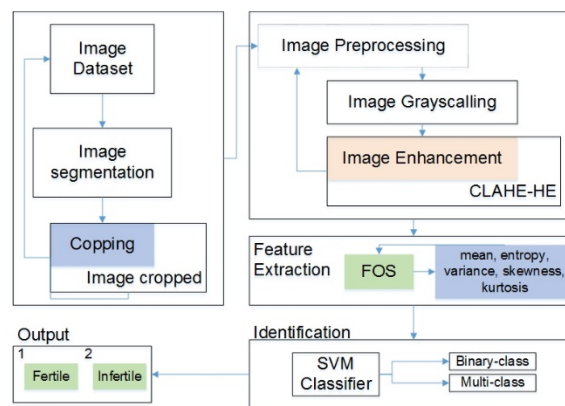 Image
Dataset
Image
segmentation
Copping
Image cropped
Image Preprocessing
Image Grayscalling
Image Enhancement
CLAHE-HE
Feature
Extraction
FOS
mean, entropy,
variance, skewness,
kurtosis
Identification
SVM
Classifier
Binary-class
Multi-class
Output
1 2
Fertile Infertile